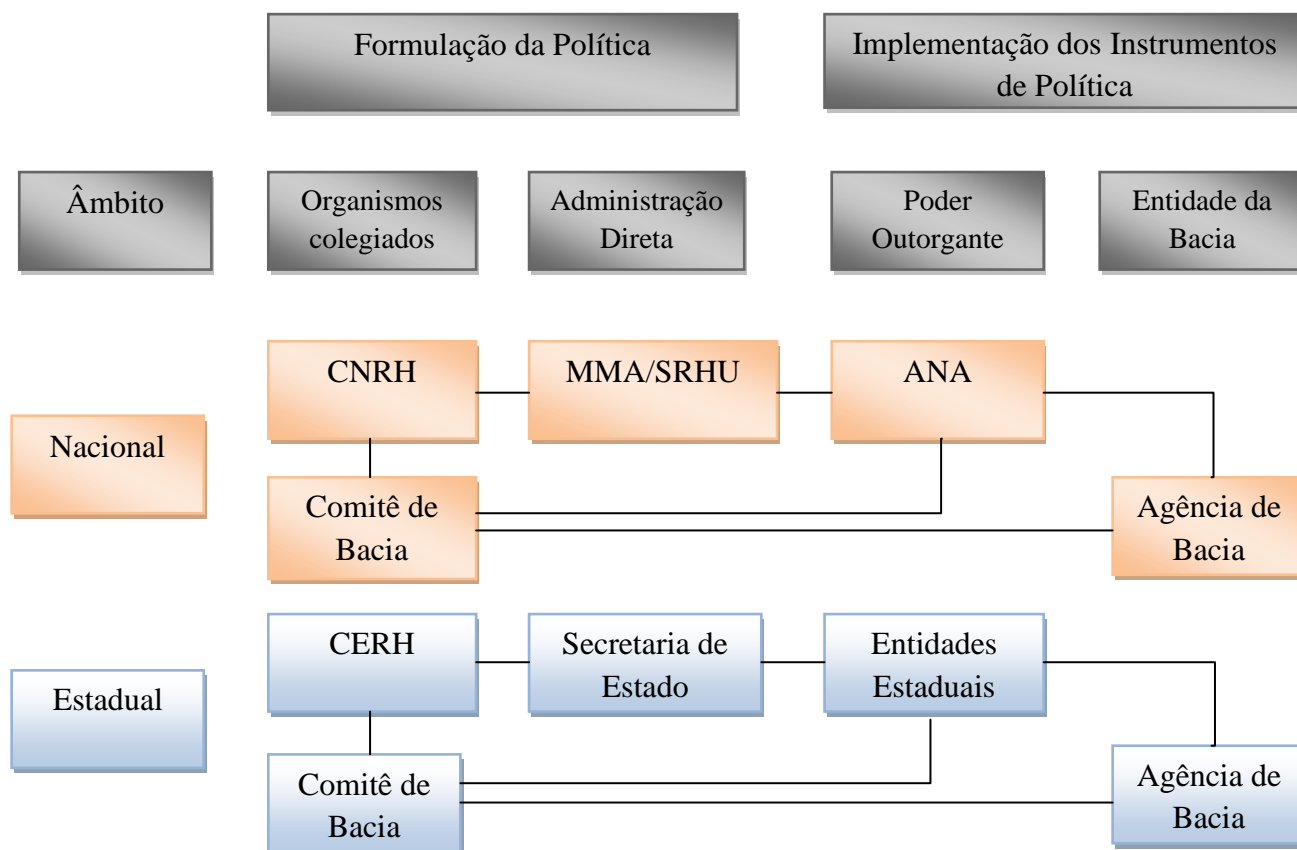 Formulação da Política
Implementação dos Instrumentos
de Política
Âmbito
Organismos
colegiados
Administração
Direta
Poder
Outorgante
Entidade da
Bacia
Nacional
CNRH
MMA/SRHU
ANA
Comitê de
Bacia
Agência de
Bacia
Estadual
CERH
Secretaria de
Estado
Entidades
Estaduais
Comitê de
Bacia
Agência de
Bacia